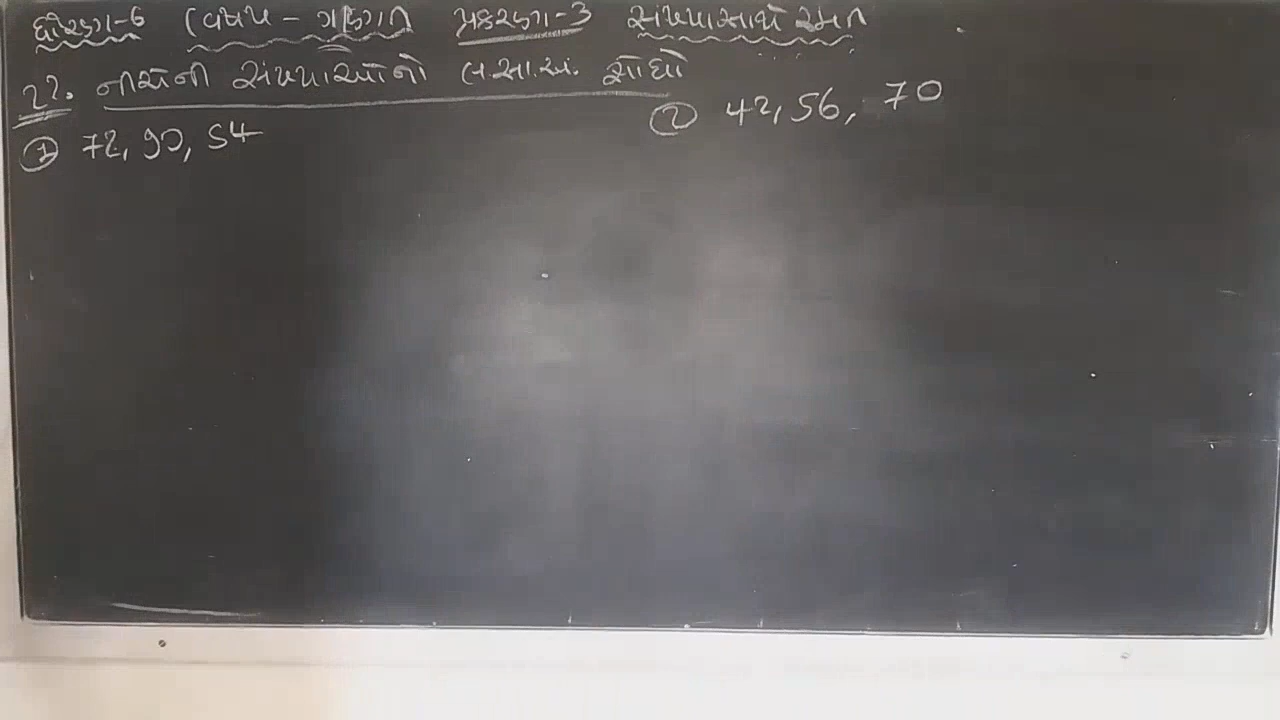 ધોરણ-6 વિષય - ગણિત પ્રકરણ-3 સંખ્યા સાથે રમત
22. નીચેની સંખ્યાઓનો લ.સા.અ. શોધો
① 72, 90, 54 ② 42, 56, 70